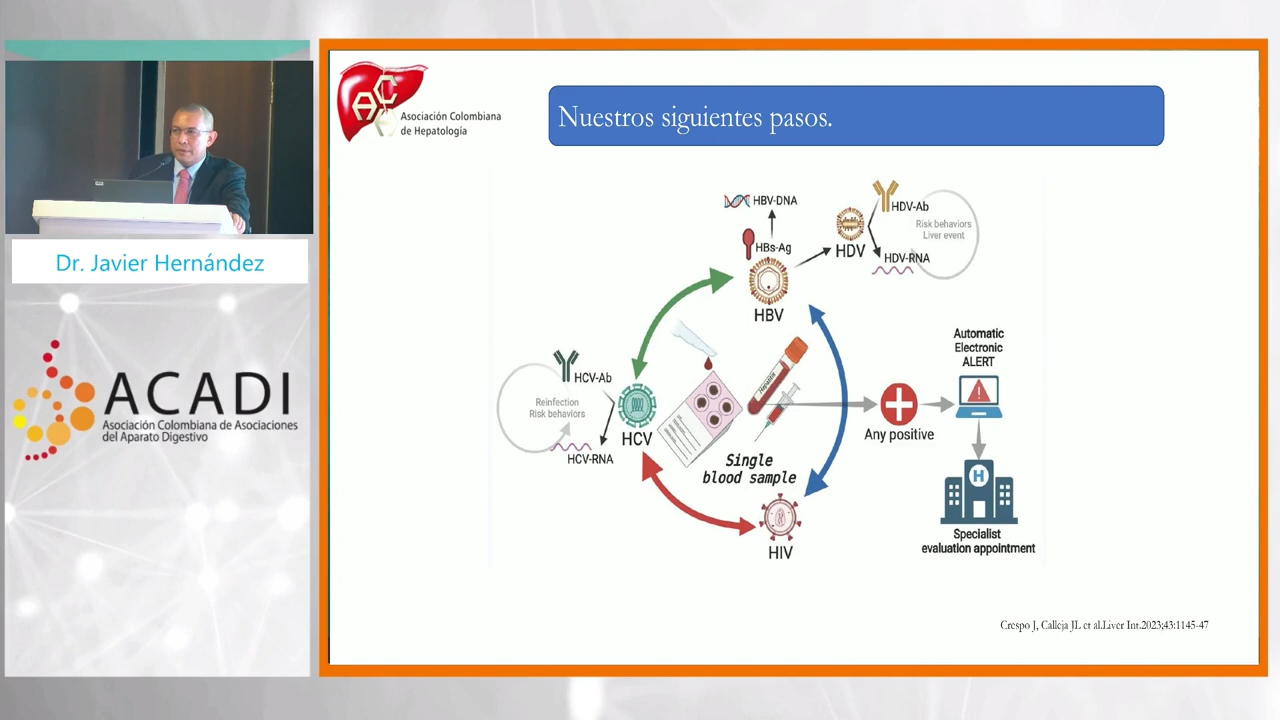 Dr. Javier Hernández
ACADI
Asociación Colombiana de Asociaciones
del Aparato Digestivo
Asociación Colombiana
de Hepatología
Nuestros siguientes pasos.
HBV-DNA
HBs-Ag
HBV
HDV-Ab
HDV
HDV-RNA
Risk behaviors
Liver event
HCV-Ab
Reinfection
Risk behaviors
HCV
HCV-RNA
Hepatitis
Single
blood sample
HIV
Any positive
Automatic
Electronic
ALERT
H
Specialist
evaluation appointment
Crespo J, Calleja JL et al.Liver Int.2023;43:1145-47